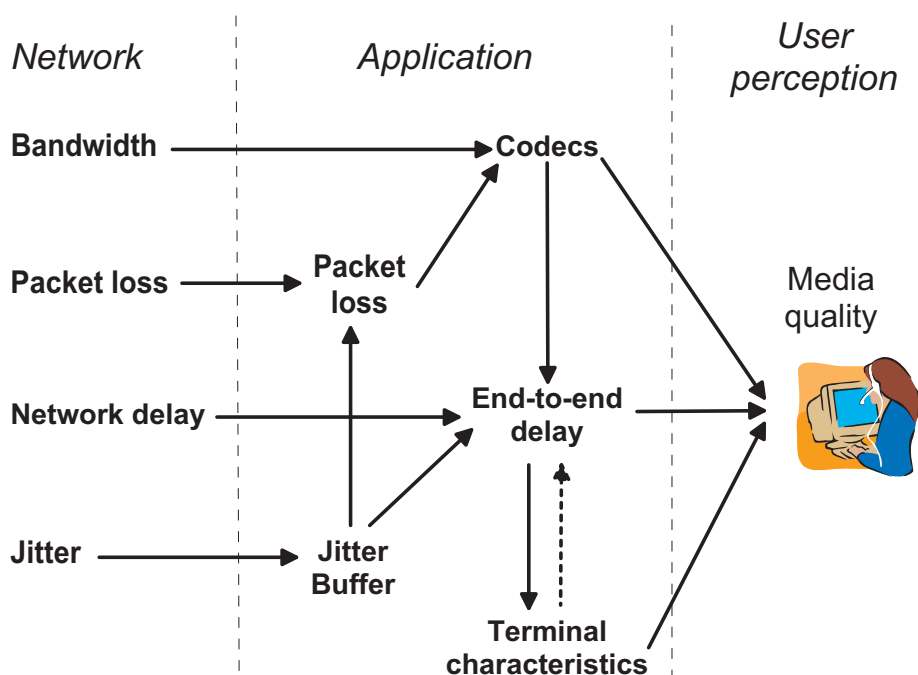 Network
Application
User
perception
Bandwidth
Codecs
Packet loss
Packet
loss
Media
quality
Network delay
End-to-end
delay
Jitter
Jitter
Buffer
Terminal
characteristics